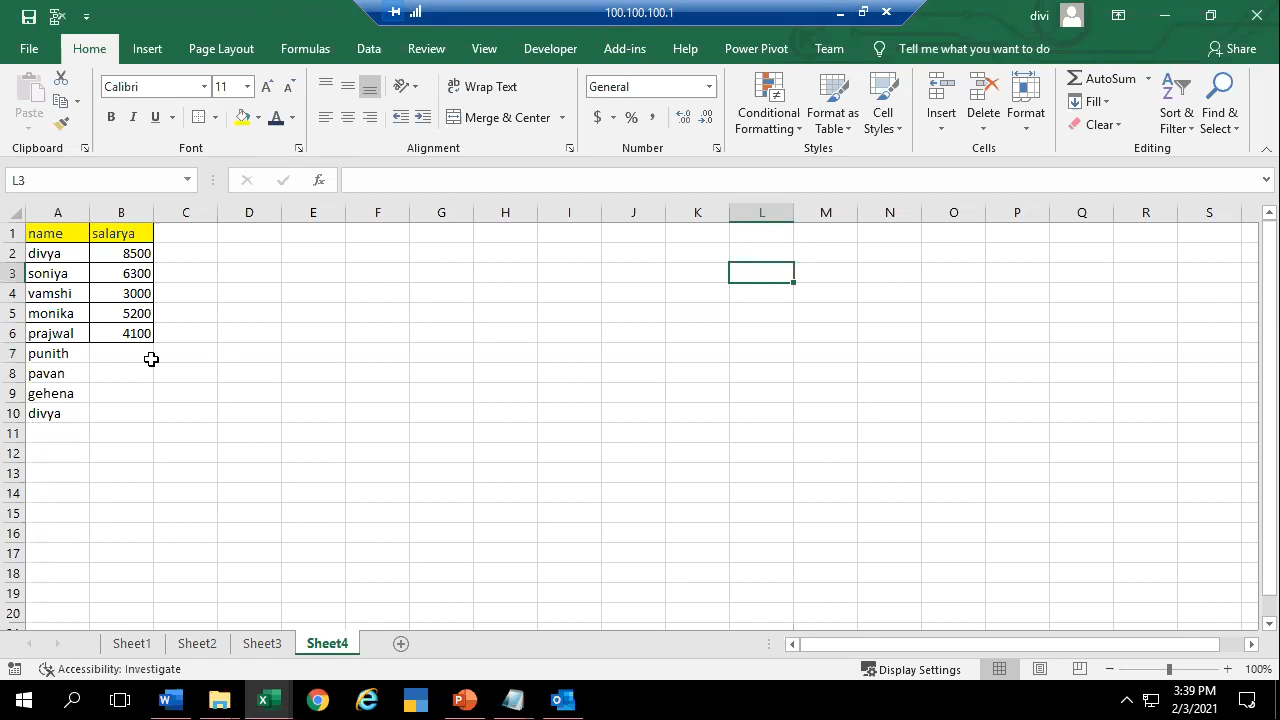 100.100.100.1
divi
File Home Insert Page Layout Formulas Data Review View Developer Add-ins Help Power Pivot Team Tell me what you want to do Share
Calibri 11 Wrap Text General AutoSum
Paste B I U Merge & Center $ % , Conditional Formatting Format as Table Cell Styles Insert Delete Format Fill Clear Sort & Filter Find & Select
Clipboard Font Alignment Number Styles Cells Editing
L3 fx
A B C D E F G H I J K L M N O P Q R S
1 name salarya
2 divya 8500
3 soniya 6300
4 vamshi 3000
5 monika 5200
6 prajwal 4100
7 punith
8 pavan
9 gehena
10 divya
11
12
13
14
15
16
17
18
19
20
Sheet1 Sheet2 Sheet3 Sheet4
Accessibility: Investigate Display Settings 100%
3:39 PM
2/3/2021